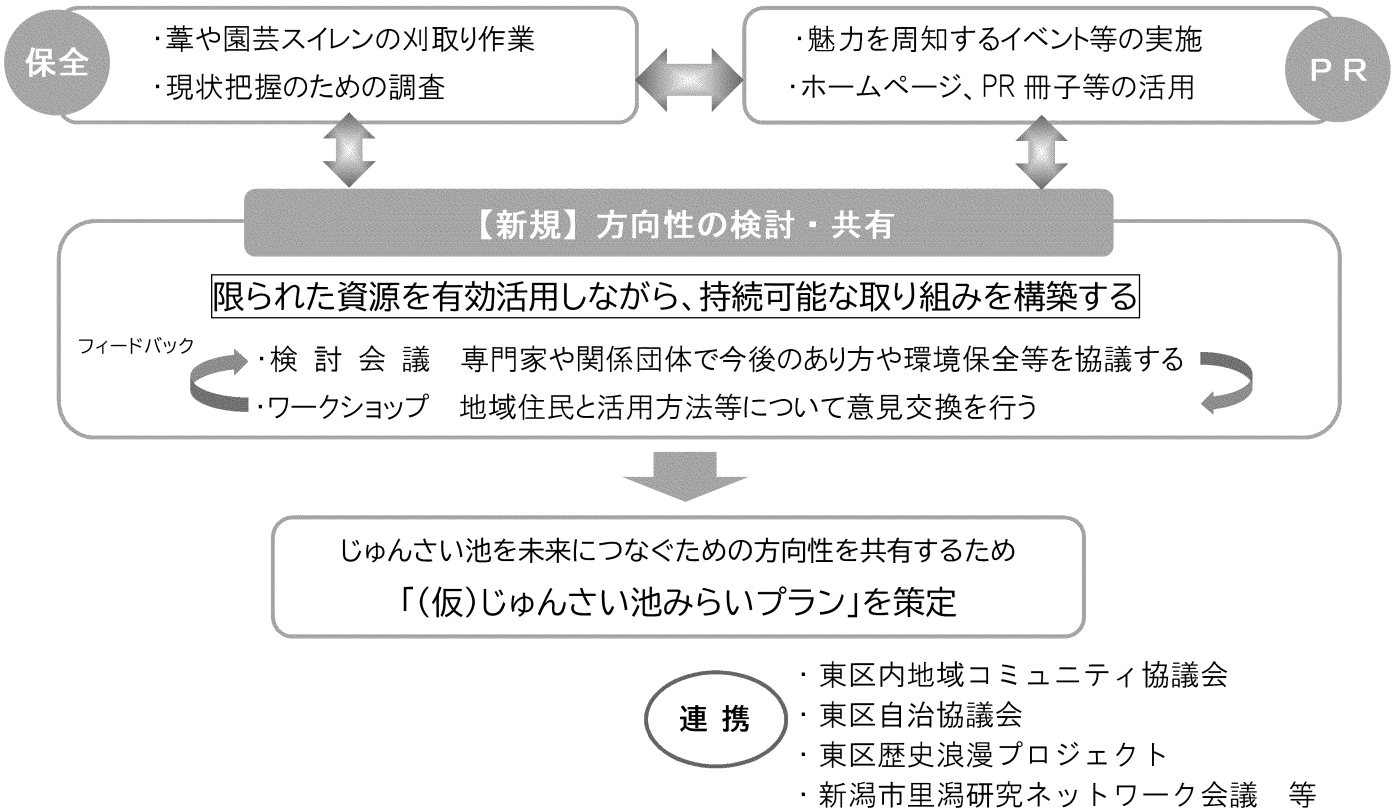 保全
・葦や園芸スイレンの刈取り作業
・現状把握のための調査
・魅力を周知するイベント等の実施
・ホームページ、PR冊子等の活用
PR
【新規】方向性の検討・共有
限られた資源を有効活用しながら、持続可能な取り組みを構築する
フィードバック
・検討会議　専門家や関係団体で今後のあり方や環境保全等を協議する
・ワークショップ　地域住民と活用方法等について意見交換を行う
じゅんさい池を未来につなぐための方向性を共有するため
「(仮)じゅんさい池みらいプラン」を策定
連携
・東区内地域コミュニティ協議会
・東区自治協議会
・東区歴史浪漫プロジェクト
・新潟市里潟研究ネットワーク会議　等